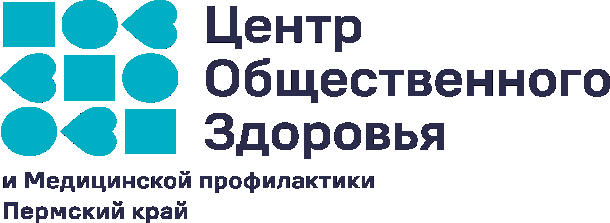 Центр
Общественного
Здоровья
и Медицинской профилактики
Пермский край